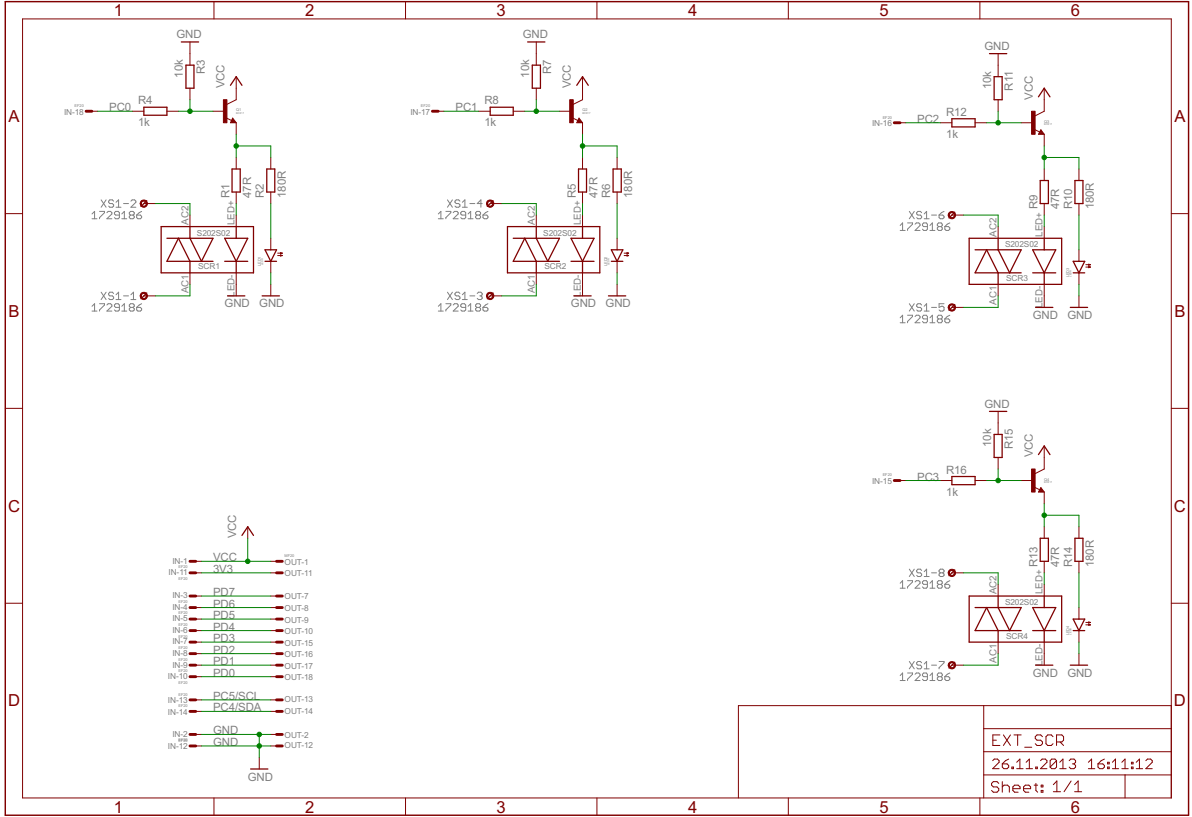 1 2 3 4 5 6
A
B
C
D
A
B
C
D
1 2 3 4 5 6
GND
10k
R3
VCC
IN-18
PC0
R4
1k
R1
47R
R2
180R
XS1-2
1729186
AC2
LED+
S202S02
SCR1
AC1
LED-
XS1-1
1729186
GND
GND
GND
10k
R7
VCC
IN-17
PC1
R8
1k
R5
47R
R6
180R
XS1-4
1729186
AC2
LED+
S202S02
SCR2
AC1
LED-
XS1-3
1729186
GND
GND
GND
10k
R11
VCC
IN-16
PC2
R12
1k
R9
47R
R10
180R
XS1-6
1729186
AC2
LED+
S202S02
SCR3
AC1
LED-
XS1-5
1729186
GND
GND
GND
10k
R15
VCC
IN-15
PC3
R16
1k
R13
47R
R14
180R
XS1-8
1729186
AC2
LED+
S202S02
SCR4
AC1
LED-
XS1-7
1729186
GND
GND
VCC
IN-1 VCC OUT-1
IN-11 3V3 OUT-11
IN-3 PD7 OUT-7
IN-4 PD6 OUT-8
IN-5 PD5 OUT-9
IN-6 PD4 OUT-10
IN-7 PD3 OUT-15
IN-8 PD2 OUT-16
IN-9 PD1 OUT-17
IN-10 PD0 OUT-18
IN-13 PC5/SCL OUT-13
IN-14 PC4/SDA OUT-14
IN-2 GND OUT-2
IN-12 GND OUT-12
GND
EXT_SCR
26.11.2013 16:11:12
Sheet: 1/1